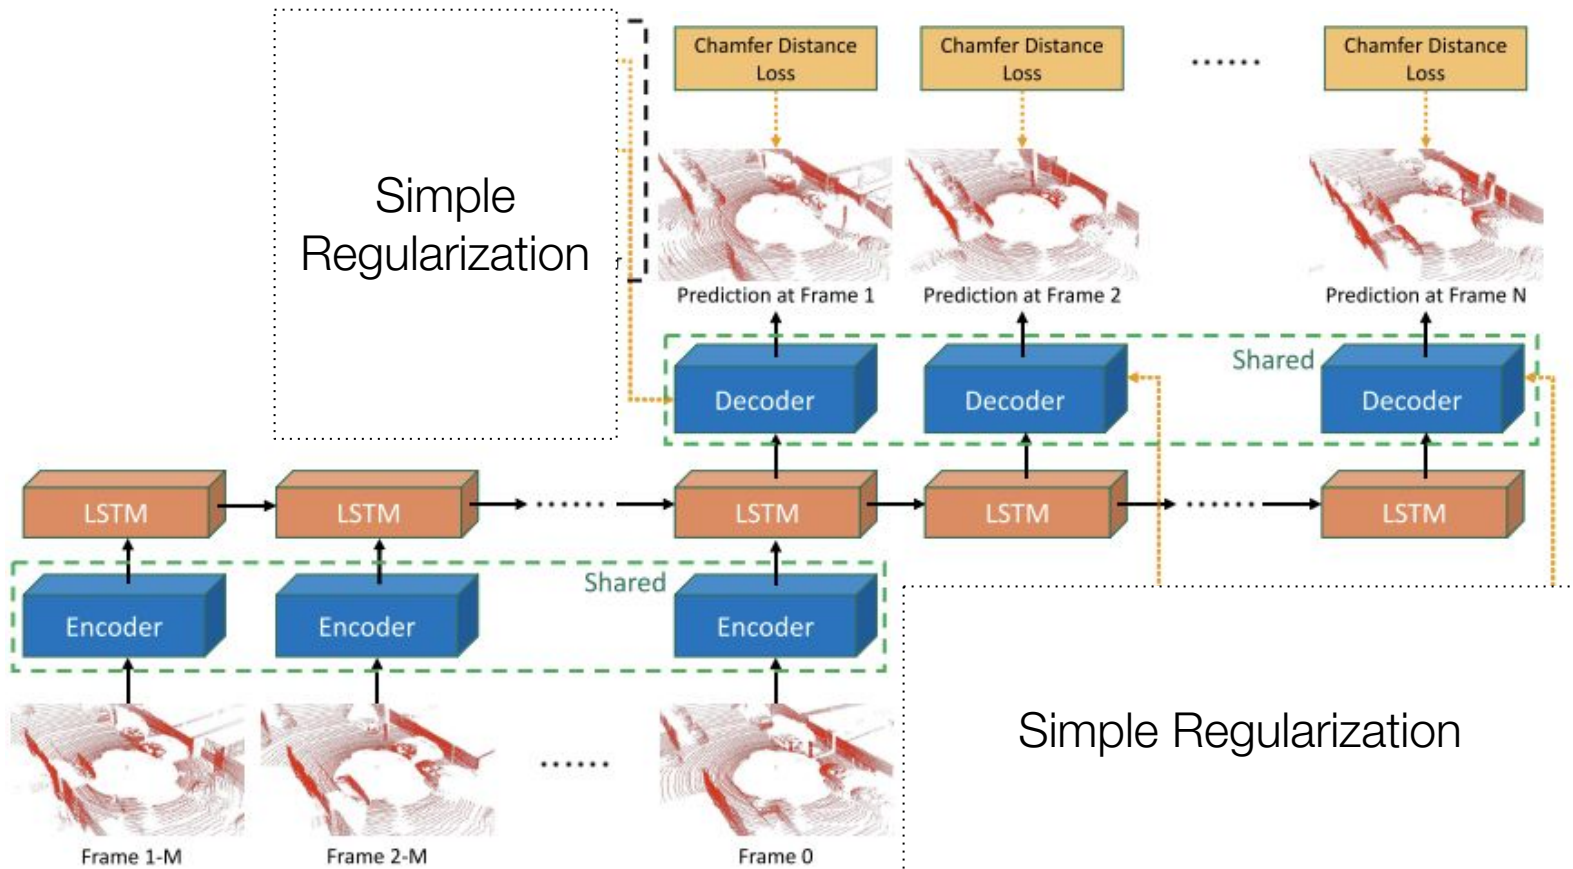 Simple
Regularization
Chamfer Distance
Loss
Chamfer Distance
Loss
......
Chamfer Distance
Loss
Prediction at Frame 1
Prediction at Frame 2
Prediction at Frame N
Shared
Decoder
Decoder
Decoder
LSTM
LSTM
......
LSTM
LSTM
......
LSTM
Shared
Encoder
Encoder
Encoder
Simple Regularization
......
Frame 1-M
Frame 2-M
Frame 0